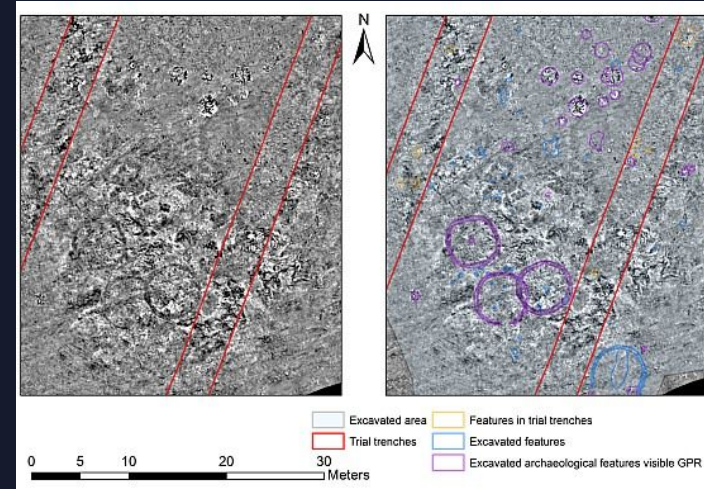 N
Excavated area
Features in trial trenches
Trial trenches
Excavated features
Excavated archaeological features visible GPR
0 5 10 20 30
Meters